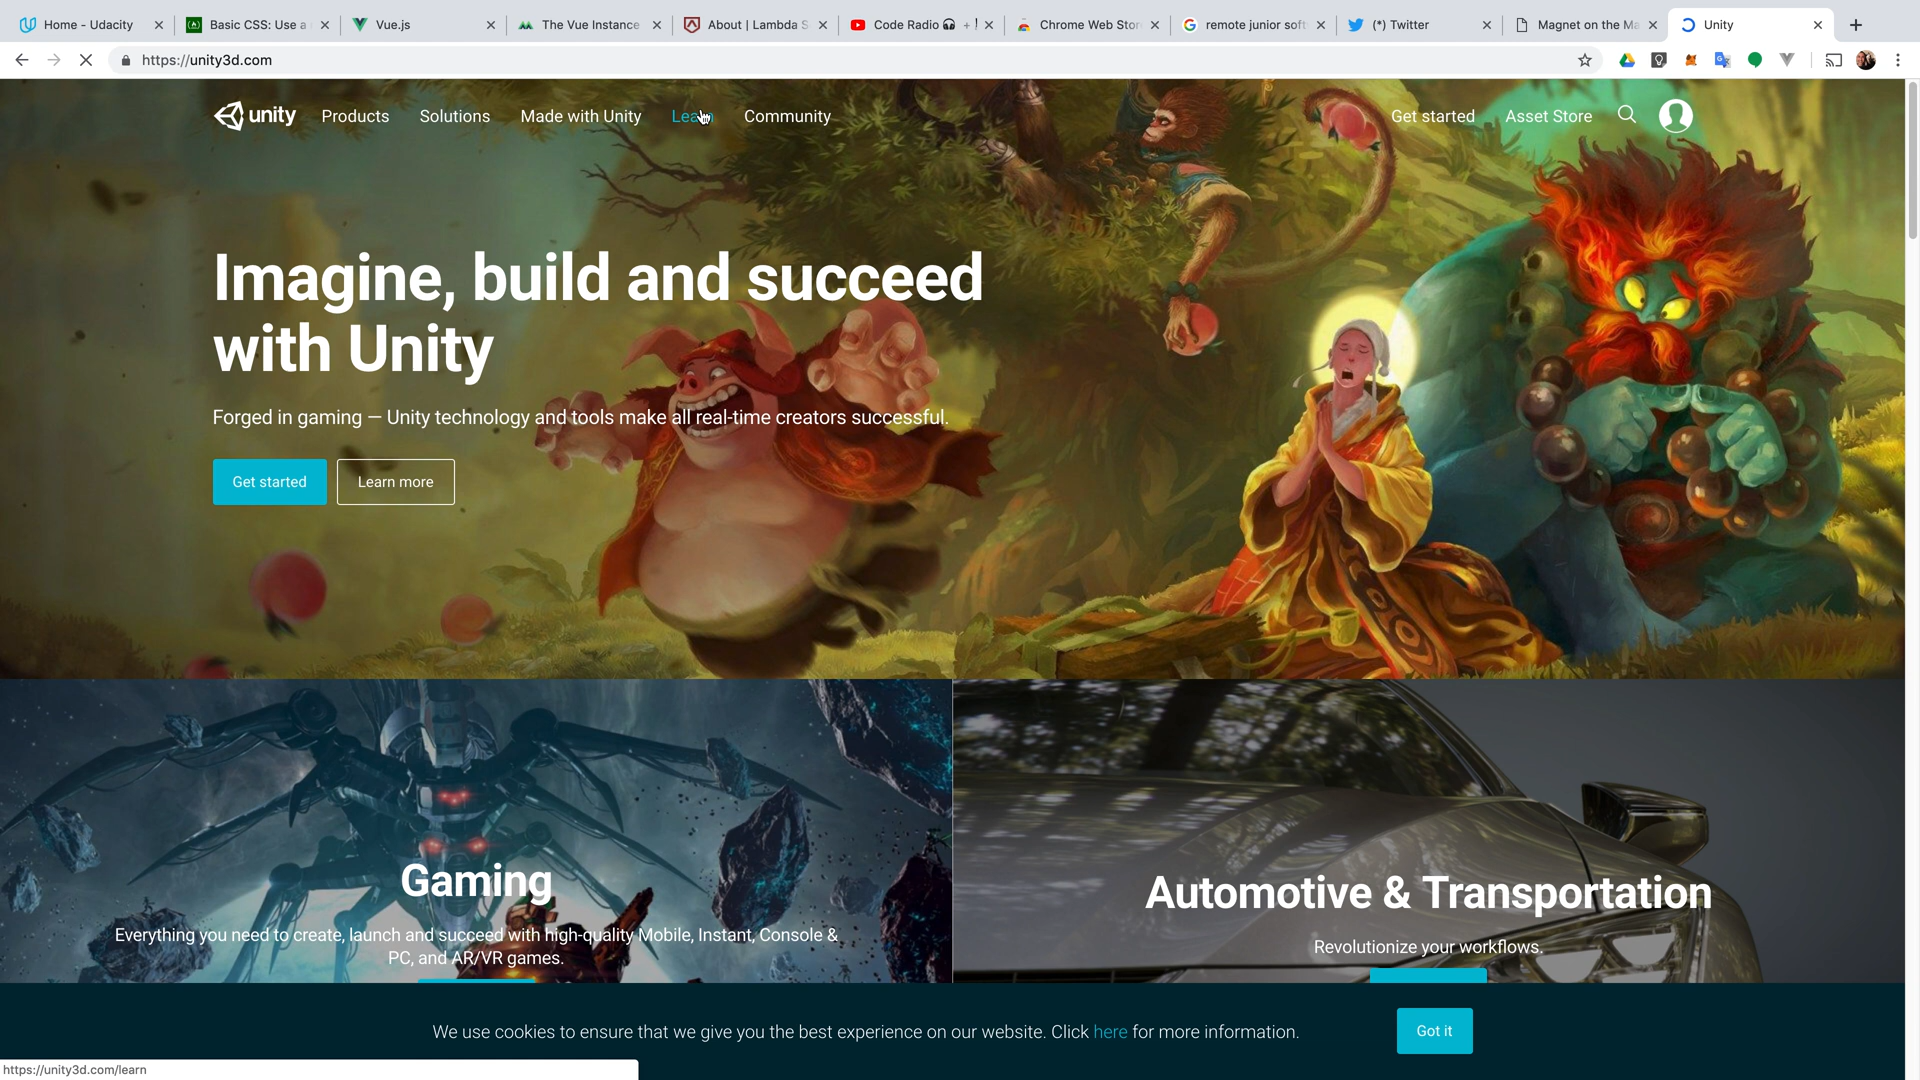 Home - Udacity
Basic CSS: Use a
Vue.js
The Vue Instance
About | Lambda S
Code Radio 🎧 +
Chrome Web Stor
remote junior soft
(*) Twitter
Magnet on the Ma
Unity
https://unity3d.com
unity
Products
Solutions
Made with Unity
Learn
Community
Get started
Asset Store
Imagine, build and succeed
with Unity
Forged in gaming — Unity technology and tools make all real-time creators successful.
Get started
Learn more
Gaming
Everything you need to create, launch and succeed with high-quality Mobile, Instant, Console &
PC, and AR/VR games.
Automotive & Transportation
Revolutionize your workflows.
We use cookies to ensure that we give you the best experience on our website. Click here for more information.
Got it
https://unity3d.com/learn